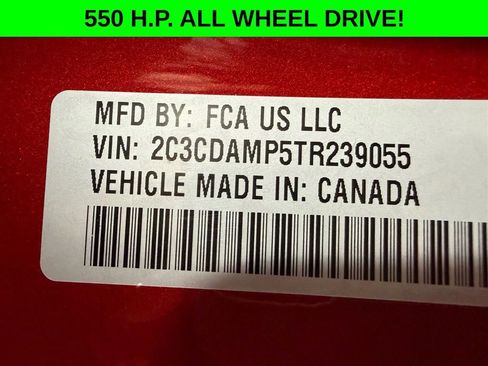 550 H.P. ALL WHEEL DRIVE!
MFD BY: FCA US LLC
VIN: 2C3CDAMP5TR239055
VEHICLE MADE IN: CANADA